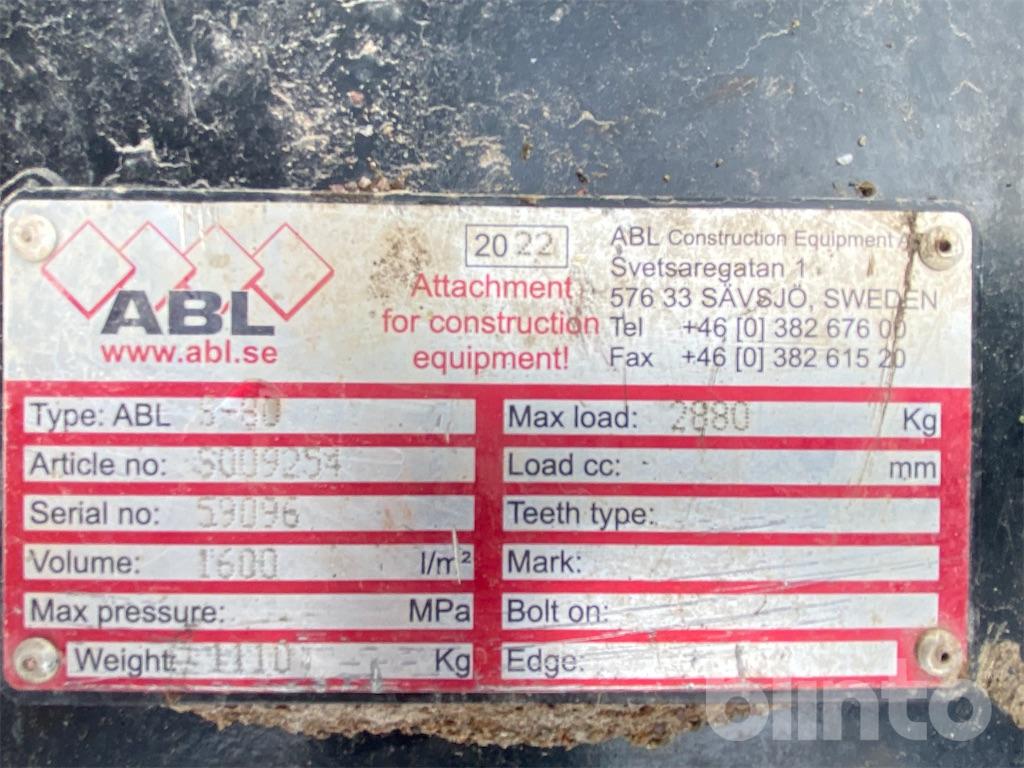 ABL
www.abl.se
2022
Attachment
for construction
equipment!
ABL Construction Equipment
Svetsaregatan 1
576 33 SÄVSJÖ, SWEDEN
Tel +46 [0] 382 676 00
Fax +46 [0] 382 615 20
Type: ABL
Article no: S009254
Serial no: 59096
Volume: 1600 l/m²
Max pressure: MPa
Weight: Kg
Max load: 2880 Kg
Load cc: mm
Teeth type:
Mark:
Bolt on:
Edge:
blinto